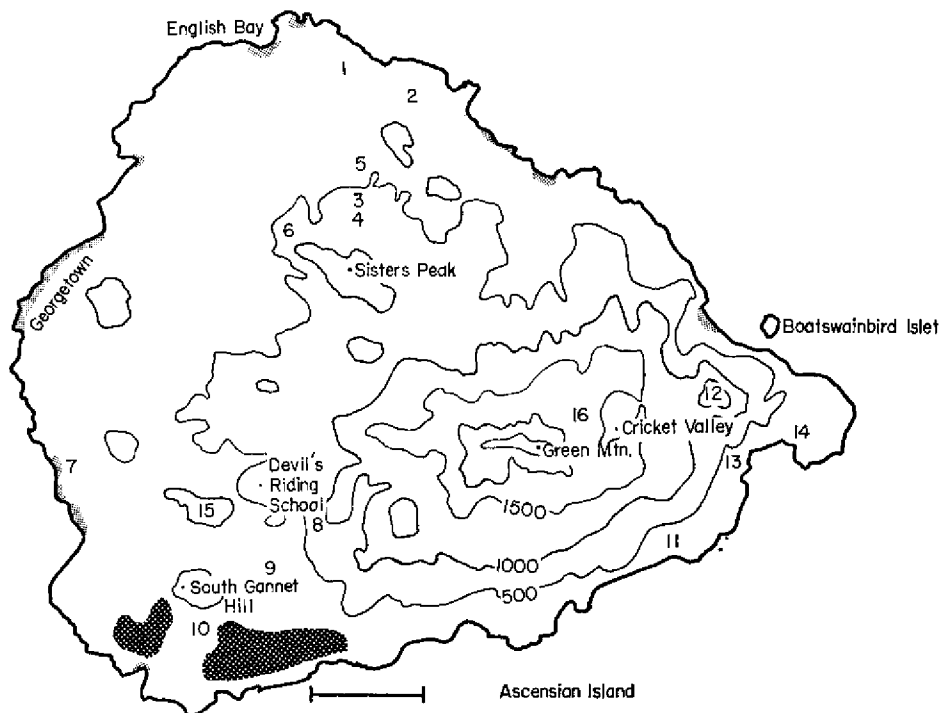 English Bay
1
2
5
3
4
6
Sisters Peak
Georgetown
Boatswainbird Islet
12
16
Cricket Valley
14
Green Mtn.
13
7
Devil's
Riding
School
15
1500
8
11
1000
9
500
South Gannet
Hill
10
Ascension Island